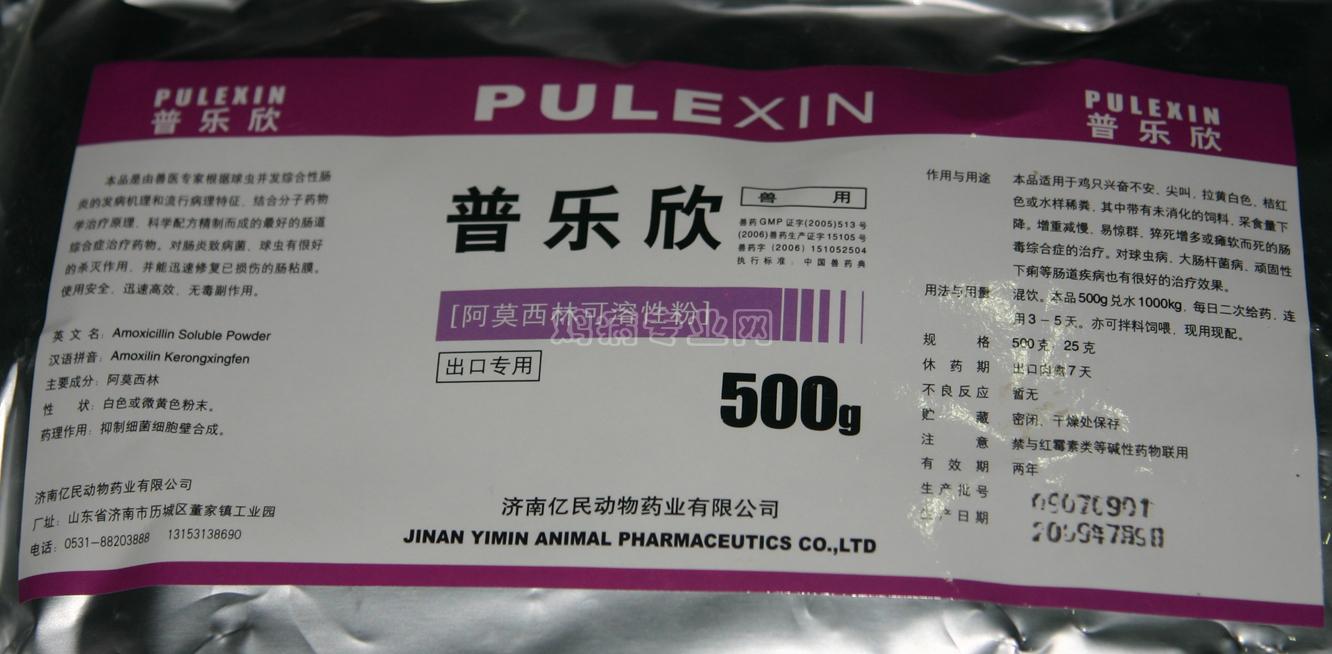 PULEXIN
普乐欣
本品是由兽医专家根据球虫并发综合性肠
炎的发病机理和流行病理特征、结合分子药物
学治疗原理、科学配方精制而成的最好的肠道
综合症治疗药物。对肠炎致病菌、球虫有很好
的杀灭作用、并能迅速修复已损伤的肠粘膜。
使用安全、迅速高效、无毒副作用。
英文名：Amoxicillin Soluble Powder
汉语拼音：Amoxilin Kerongxingfen
主要成分：阿莫西林
性 状：白色或微黄色粉末。
药理作用：抑制细菌细胞壁合成。
济南亿民动物药业有限公司
厂址：山东省济南市历城区董家镇工业园
电话：0531-88203888 13153138690
PULEXIN
普乐欣
兽 用
兽药GMP证字(2005)513号
(2006)兽药生产证字15105号
兽药字(2006)151052504
执行标准：中国兽药典
[阿莫西林可溶性粉]
鸡病专业网
出口专用
500g
济南亿民动物药业有限公司
JINAN YIMIN ANIMAL PHARMACEUTICS CO.,LTD
PULEXIN
普乐欣
作用与用途 本品适用于鸡只兴奋不安、尖叫，拉黄白色、桔红
色或水样稀粪，其中带有未消化的饲料，采食量下
降。增重减慢、易惊群、猝死增多或瘫软而死的肠
毒综合症的治疗。对球虫病、大肠杆菌病、顽固性
下痢等肠道疾病也有很好的治疗效果。
用法与用量 混饮。本品500g兑水1000kg，每日二次给药，连
用3－5天。亦可拌料饲喂，现用现配。
规 格 500克：25克
休药期 出口肉禽7天
不良反应 暂无
贮 藏 密闭、干燥处保存
注 意 禁与红霉素类等碱性药物联用
有效期 两年
生产批号 09070901
生产日期 2009年7月9日